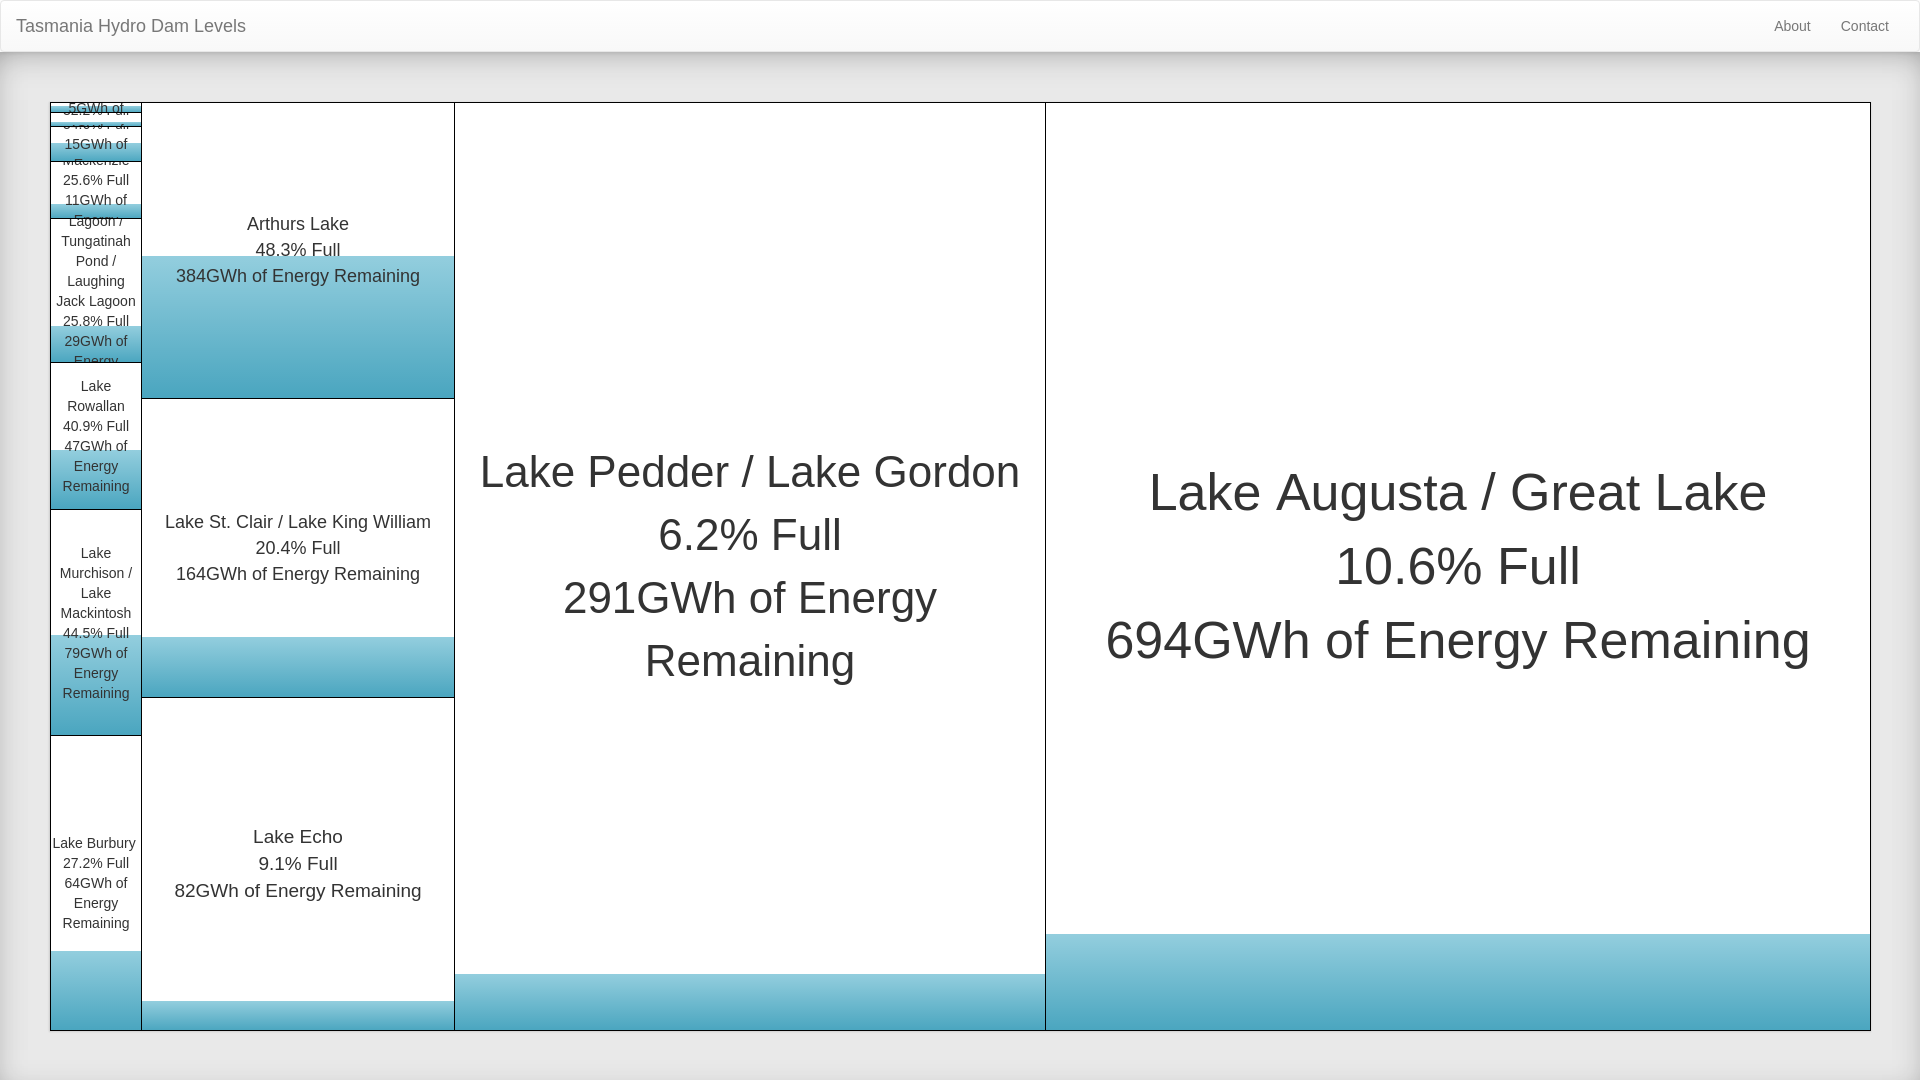 Tasmania Hydro Dam Levels
About
Contact
5GWh of
15GWh of
Mackenzie
25.6% Full
11GWh of
Energy
Lagoon /
Tungatinah
Pond /
Laughing
Jack Lagoon
25.8% Full
29GWh of
Energy
Lake
Rowallan
40.9% Full
47GWh of
Energy
Remaining
Lake
Murchison /
Lake
Mackintosh
44.5% Full
79GWh of
Energy
Remaining
Lake Burbury
27.2% Full
64GWh of
Energy
Remaining
Arthurs Lake
48.3% Full
384GWh of Energy Remaining
Lake St. Clair / Lake King William
20.4% Full
164GWh of Energy Remaining
Lake Echo
9.1% Full
82GWh of Energy Remaining
Lake Pedder / Lake Gordon
6.2% Full
291GWh of Energy
Remaining
Lake Augusta / Great Lake
10.6% Full
694GWh of Energy Remaining